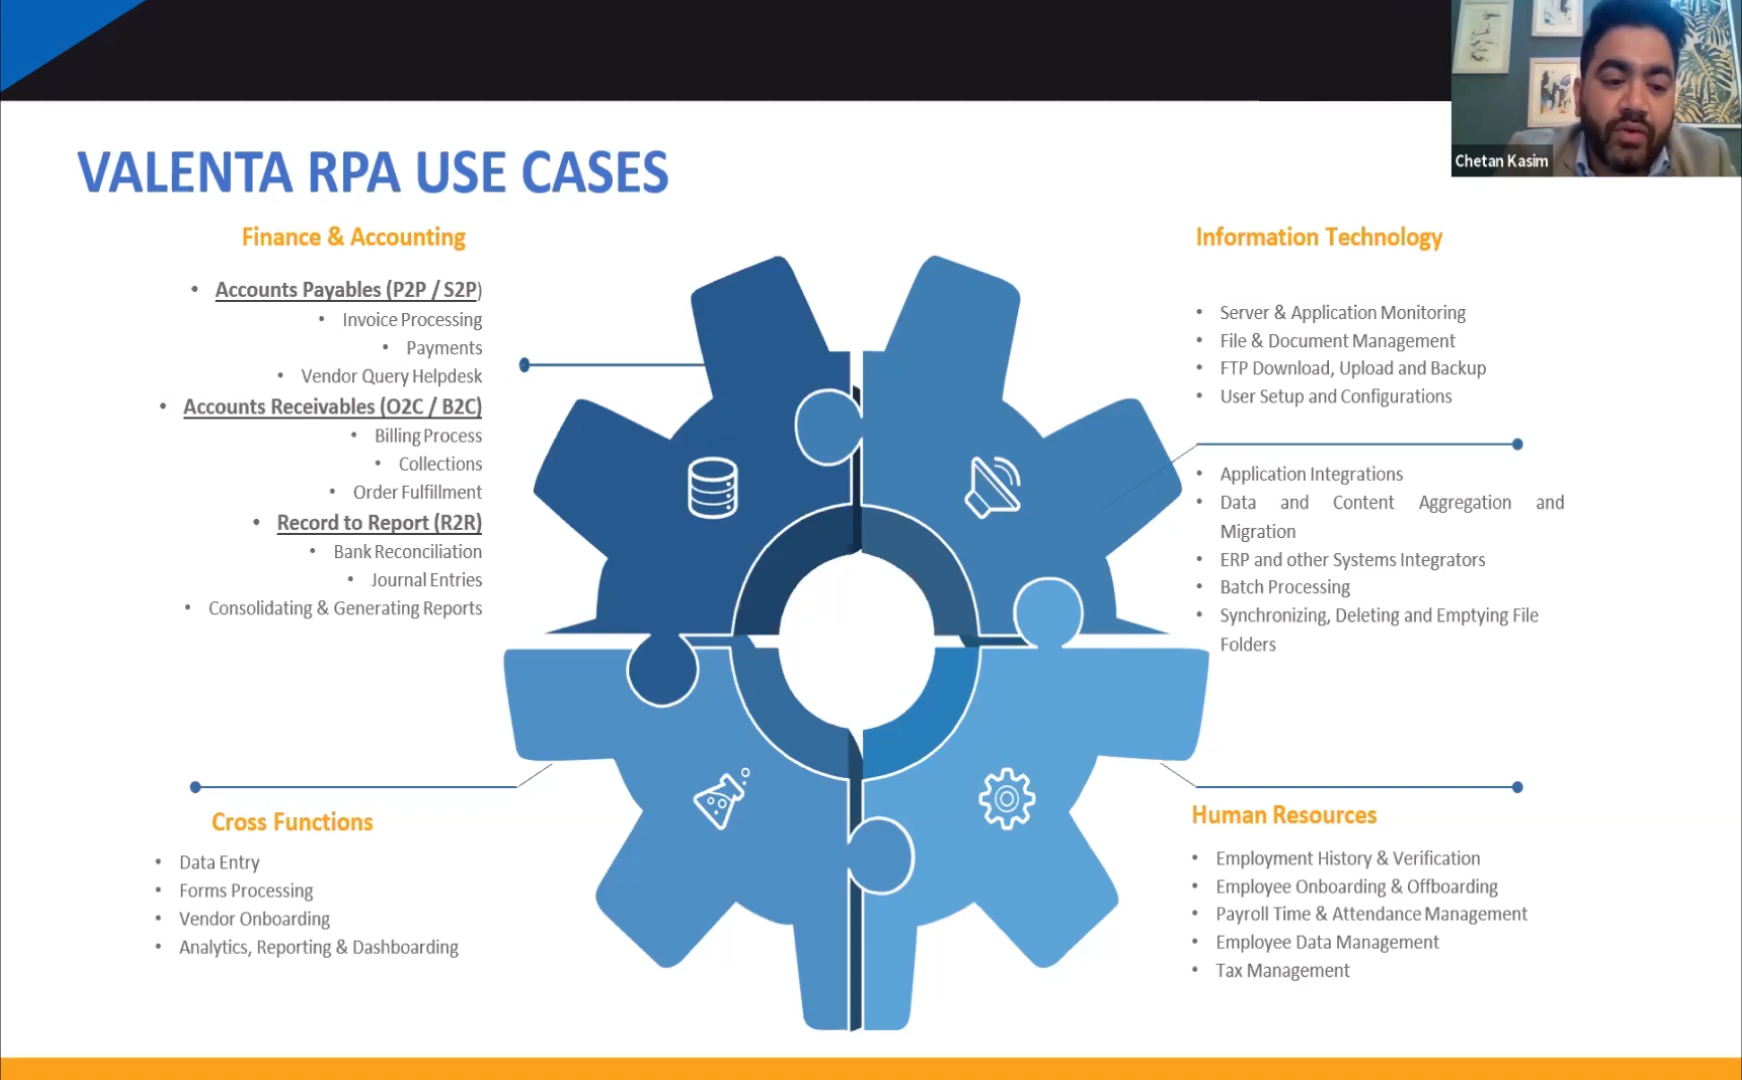 Chetan Kasim
VALENTA RPA USE CASES
Finance & Accounting
• Accounts Payables (P2P / S2P)
• Invoice Processing
• Payments
• Vendor Query Helpdesk
• Accounts Receivables (O2C / B2C)
• Billing Process
• Collections
• Order Fulfillment
• Record to Report (R2R)
• Bank Reconciliation
• Journal Entries
• Consolidating & Generating Reports
Information Technology
• Server & Application Monitoring
• File & Document Management
• FTP Download, Upload and Backup
• User Setup and Configurations
• Application Integrations
• Data and Content Aggregation and
Migration
• ERP and other Systems Integrators
• Batch Processing
• Synchronizing, Deleting and Emptying File
Folders
Cross Functions
• Data Entry
• Forms Processing
• Vendor Onboarding
• Analytics, Reporting & Dashboarding
Human Resources
• Employment History & Verification
• Employee Onboarding & Offboarding
• Payroll Time & Attendance Management
• Employee Data Management
• Tax Management